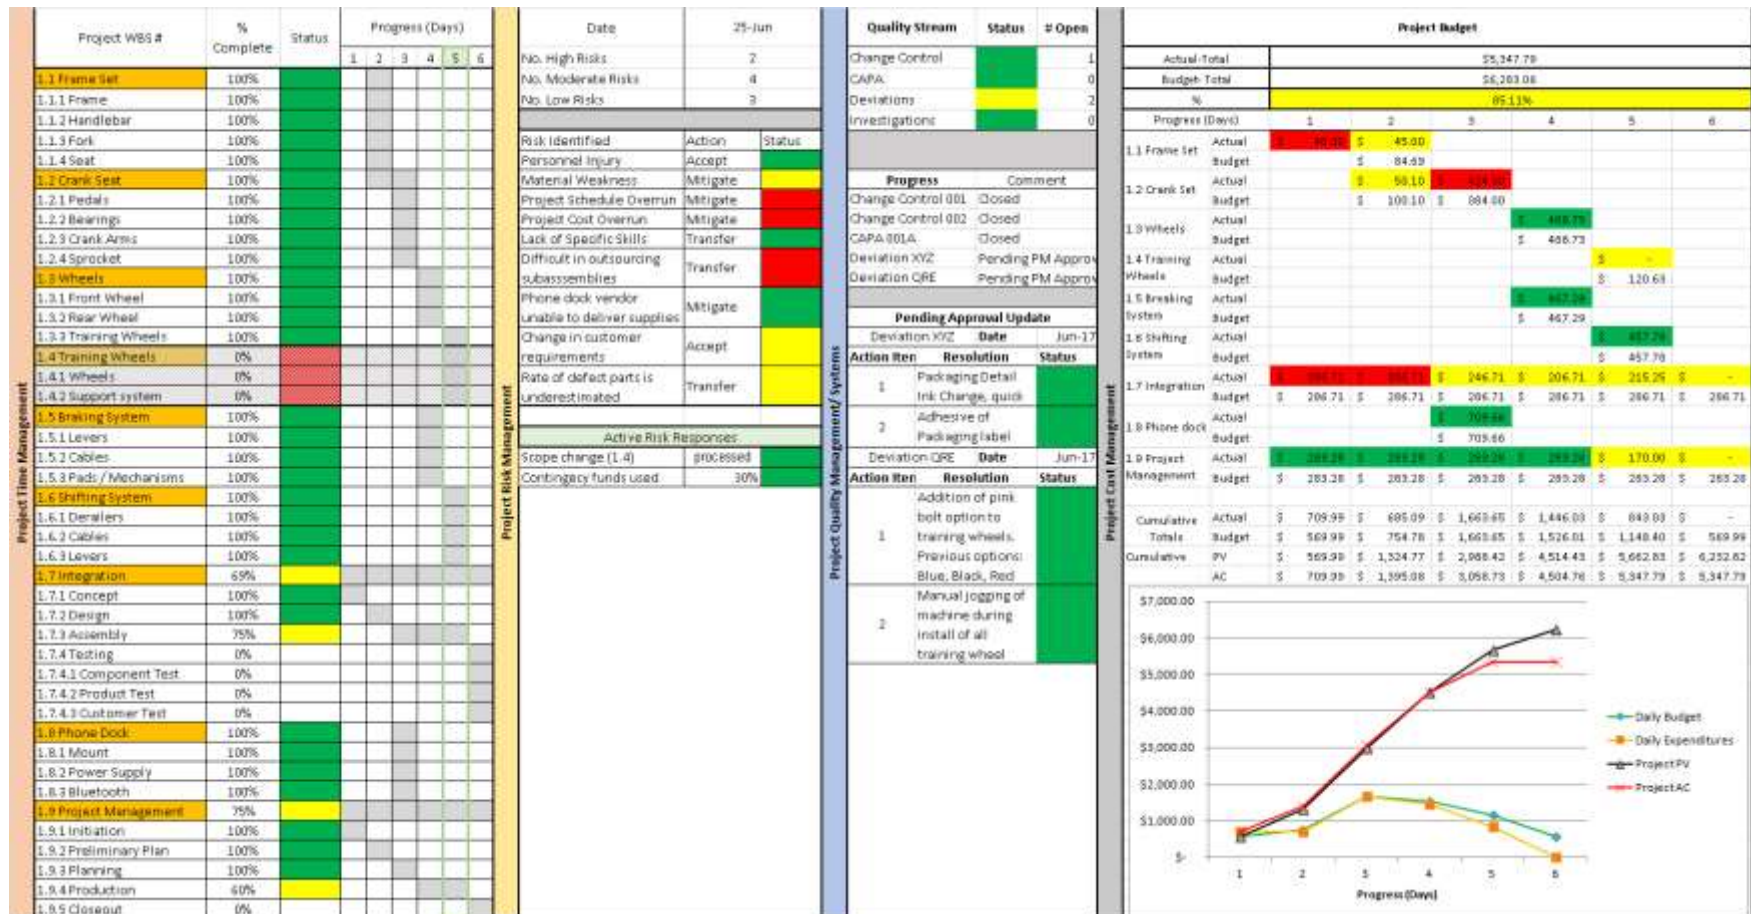 Project Time Management
Project WBS #	% Complete	Status	Progress (Days)
1	2	3	4	5	6
1.1 Frame Set	100%
1.1.1 Frame	100%
1.1.2 Handlebar	100%
1.1.3 Fork	100%
1.1.4 Seat	100%
1.2 Crank Seat	100%
1.2.1 Pedals	100%
1.2.2 Bearings	100%
1.2.3 Crank Arms	100%
1.2.4 Sprocket	100%
1.3 Wheels	100%
1.3.1 Front Wheel	100%
1.3.2 Rear Wheel	100%
1.3.3 Training Wheels	100%
1.4 Training Wheels	0%
1.4.1 Wheels	0%
1.4.2 Support system	0%
1.5 Braking System	100%
1.5.1 Levers	100%
1.5.2 Cables	100%
1.5.3 Pads / Mechanisms	100%
1.6 Shifting System	100%
1.6.1 Derailers	100%
1.6.2 Cables	100%
1.6.3 Levers	100%
1.7 Integration	69%
1.7.1 Concept	100%
1.7.2 Design	100%
1.7.3 Assembly	75%
1.7.4 Testing	0%
1.7.4.1 Component Test	0%
1.7.4.2 Product Test	0%
1.7.4.3 Customer Test	0%
1.8 Phone Dock	100%
1.8.1 Mount	100%
1.8.2 Power Supply	100%
1.8.3 Bluetooth	100%
1.9 Project Management	75%
1.9.1 Initiation	100%
1.9.2 Preliminary Plan	100%
1.9.3 Planning	100%
1.9.4 Production	60%
1.9.5 Closeout	0%
Project Risk Management
Date	25-Jun
No. High Risks	2
No. Moderate Risks	4
No. Low Risks	3
Risk Identified	Action	Status
Personnel Injury	Accept
Material Weakness	Mitigate
Project Schedule Overrun	Mitigate
Project Cost Overrun	Mitigate
Lack of Specific Skills	Transfer
Difficult in outsourcing
subasssemblies	Transfer
Phone dock vendor
unable to deliver supplies	Mitigate
Change in customer
requirements	Accept
Rate of defect parts is
underestimated	Transfer
Active Risk Responses
Scope change (1.4)	processed
Contingacy funds used	30%
Project Quality Management/ Systems
Quality Stream	Status	# Open
Change Control	1
CAPA	0
Deviations	2
Investigations	0
Progress	Comment
Change Control 001	Closed
Change Control 002	Closed
CAPA 001A	Closed
Deviation XYZ	Pending PM Approv
Deviation QRE	Pending PM Approv
Pending Approval Update
Deviation XYZ	Date	Jun-17
Action Iten	Resolution	Status
1	Packaging Detail
Ink Change, quick
2	Adhesive of
Packaging label
Deviation QRE	Date	Jun-17
Action Iten	Resolution	Status
1	Addition of pink
bolt option to
training wheels.
Previous options:
Blue, Black, Red
2	Manual jogging of
machine during
install of all
training wheel
Project Cost Management
Project Budget
Actual-Total	$5,347.79
Budget- Total	$6,283.08
%	85.11%
Progress (Days)	1	2	3	4	5	6
1.1 Frame Set	Actual	$ 45.00
Budget	$ 84.69
1.2 Crank Set	Actual	$ 50.10
Budget	$ 100.10	$ 384.00
1.3 Wheels	Actual	$ 488.73
Budget	$ 488.73
1.4 Training Wheels	Actual	$ -
Budget	$ 120.63
1.5 Breaking System	Actual	$ 467.29
Budget	$ 467.29
1.6 Shifting System	Actual	$ 457.78
Budget	$ 457.78
1.7 Integration	Actual	$ 246.71	$ 206.71	$ 215.25	$ -
Budget	$ 286.71	$ 286.71	$ 286.71	$ 286.71	$ 286.71	$ 286.71
1.8 Phone dock	Actual	$ 709.66
Budget	$ 709.66
1.9 Project Management	Actual	$ 283.28	$ 283.28	$ 283.28	$ 283.28	$ 170.00	$ -
Budget	$ 283.28	$ 283.28	$ 283.28	$ 283.28	$ 283.28	$ 283.28
Cumulative Totals	Actual	$ 709.99	$ 685.09	$ 1,663.65	$ 1,446.03	$ 843.03	$ -
Budget	$ 569.99	$ 754.78	$ 1,663.65	$ 1,526.01	$ 1,148.40	$ 569.99
Cumulative	PV	$ 569.99	$ 1,324.77	$ 2,988.42	$ 4,514.43	$ 5,662.83	$ 6,232.82
AC	$ 709.99	$ 1,395.08	$ 3,058.73	$ 4,504.76	$ 5,347.79	$ 5,347.79
$7,000.00
$6,000.00
$5,000.00
$4,000.00
$3,000.00
$2,000.00
$1,000.00
$-
1	2	3	4	5	6
Progress (Days)
Daily Budget
Daily Expenditures
Project PV
Project AC